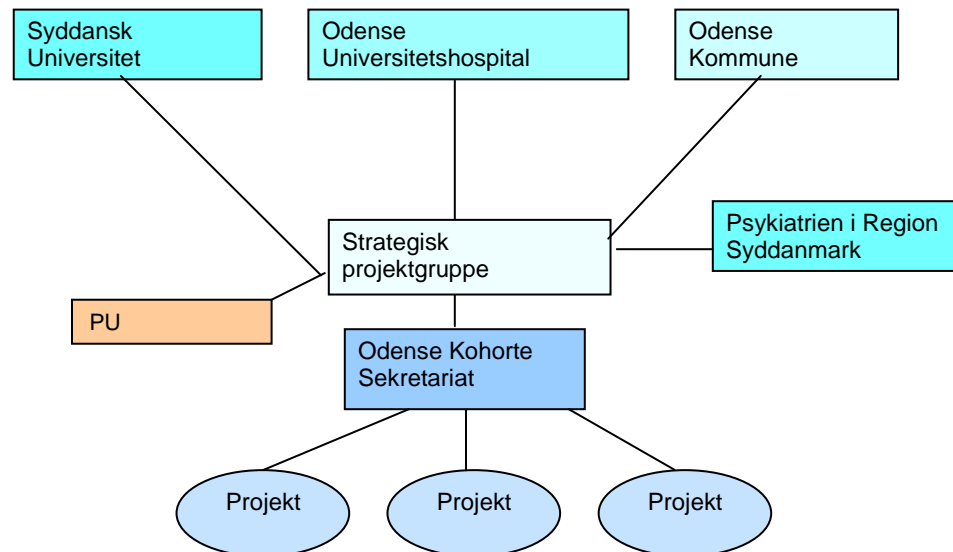 Syddansk
Universitet
Odense
Universitetshospital
Odense
Kommune
Strategisk
projektgruppe
Psykiatrien i Region
Syddanmark
PU
Odense Kohorte
Sekretariat
Projekt
Projekt
Projekt